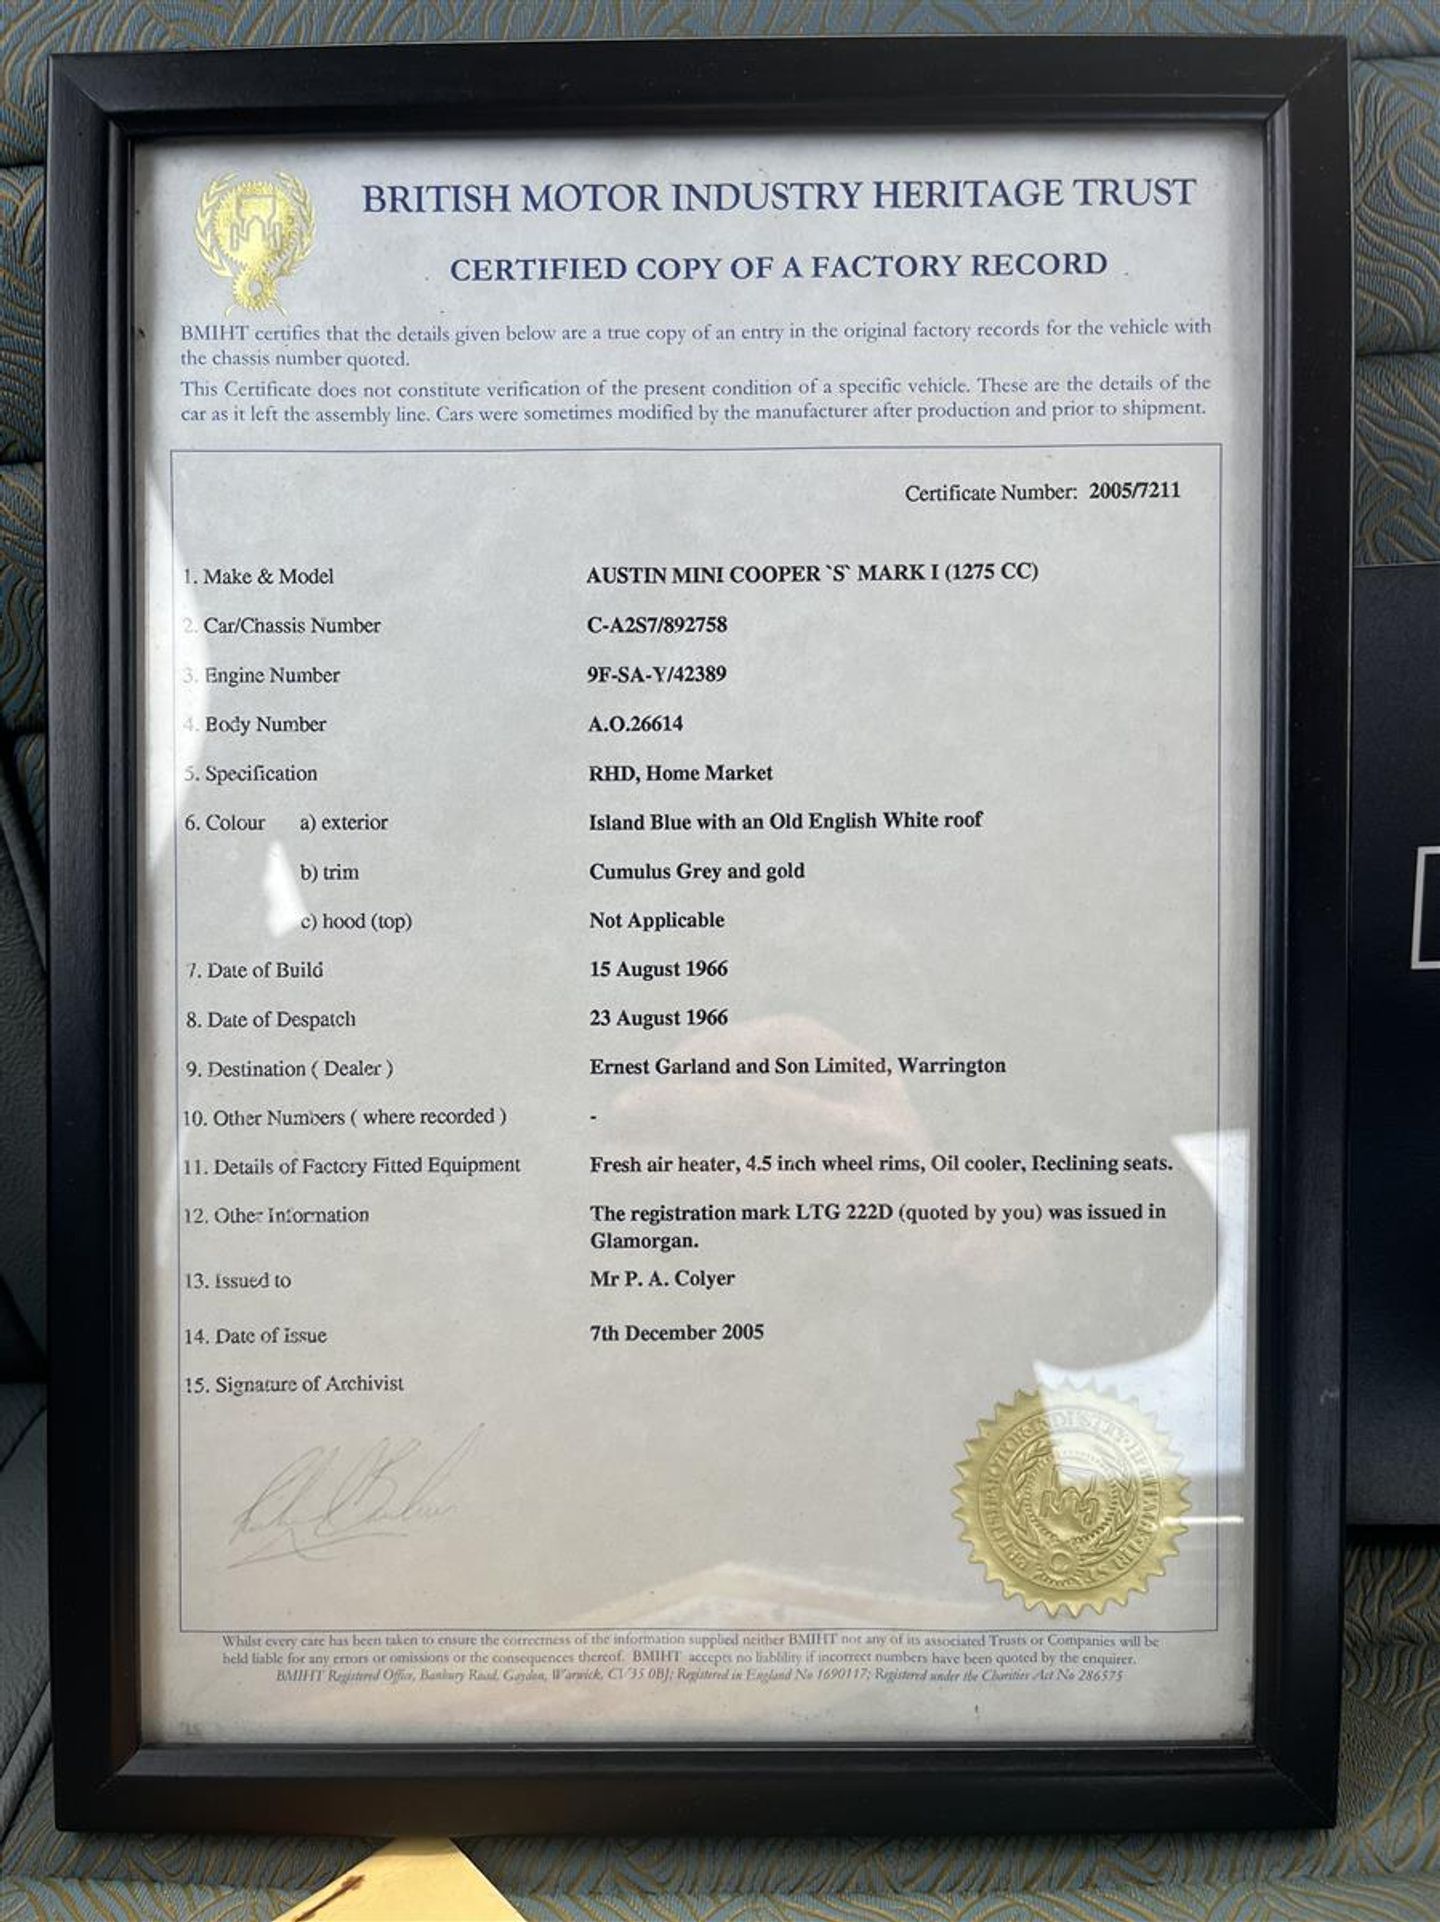 BRITISH MOTOR INDUSTRY HERITAGE TRUST
CERTIFIED COPY OF A FACTORY RECORD
BMIHT certifies that the details given below are a true copy of an entry in the original factory records for the vehicle with
the chassis number quoted.
This Certificate does not constitute verification of the present condition of a specific vehicle. These are the details of the
car as it left the assembly line. Cars were sometimes modified by the manufacturer after production and prior to shipment.
Certificate Number: 2005/7211
1. Make & Model AUSTIN MINI COOPER `S` MARK I (1275 CC)
2. Car/Chassis Number C-A2S7/892758
3. Engine Number 9F-SA-Y/42389
4. Body Number A.O.26614
5. Specification RHD, Home Market
6. Colour a) exterior Island Blue with an Old English White roof
b) trim Cumulus Grey and gold
c) hood (top) Not Applicable
7. Date of Build 15 August 1966
8. Date of Despatch 23 August 1966
9. Destination ( Dealer ) Ernest Garland and Son Limited, Warrington
10. Other Numbers ( where recorded ) -
11. Details of Factory Fitted Equipment Fresh air heater, 4.5 inch wheel rims, Oil cooler, Reclining seats.
12. Other Information The registration mark LTG 222D (quoted by you) was issued in
Glamorgan.
13. Issued to Mr P. A. Colyer
14. Date of Issue 7th December 2005
15. Signature of Archivist
Whilst every care has been taken to ensure the correctness of the information supplied neither BMIHT nor any of its associated Trusts or Companies will be
held liable for any errors or omissions or the consequences thereof. BMIHT accepts no liablility if incorrect numbers have been quoted by the enquirer.
BMIHT Registered Office, Banbury Road, Gaydon, Warwick, CV35 0BJ; Registered in England No 1690117; Registered under the Charities Act No 286575